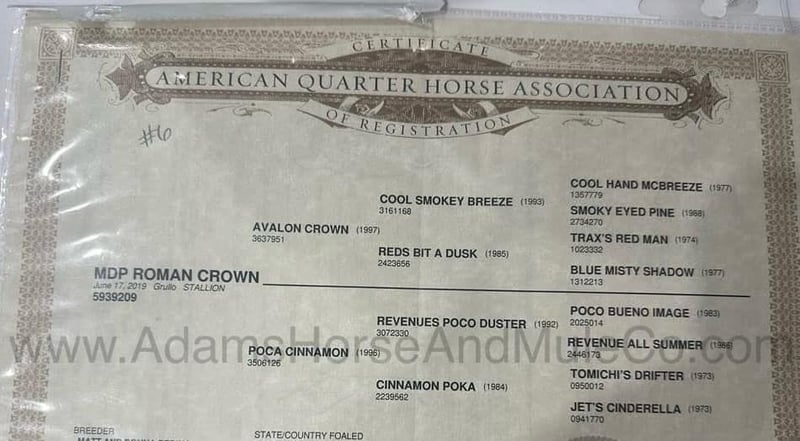 CERTIFICATE
AMERICAN QUARTER HORSE ASSOCIATION
OF REGISTRATION
#6
COOL HAND MCBREEZE (1977)
1357779
COOL SMOKEY BREEZE (1993)
3161168
SMOKY EYED PINE (1988)
2734270
AVALON CROWN (1997)
3637951
TRAX'S RED MAN (1974)
1023332
REDS BIT A DUSK (1985)
2423656
BLUE MISTY SHADOW (1977)
1312213
MDP ROMAN CROWN
June 17, 2019 Grullo STALLION
5939209
POCO BUENO IMAGE (1983)
2025014
REVENUES POCO DUSTER (1992)
3072330
REVENUE ALL SUMMER (1986)
2446173
www.AdamsHorseAndMuleCo.com
POCA CINNAMON (1996)
3506126
TOMICHI'S DRIFTER (1973)
0950012
CINNAMON POKA (1984)
2239562
JET'S CINDERELLA (1973)
0941770
BREEDER
STATE/COUNTRY FOALED